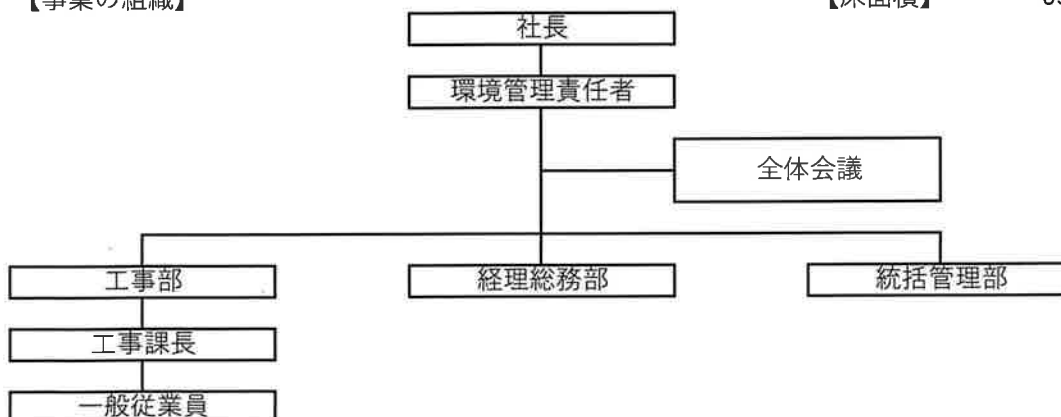 【事業の組織】 【床面積】
社長
環境管理責任者
全体会議
工事部 経理総務部 統括管理部
工事課長
一般従業員